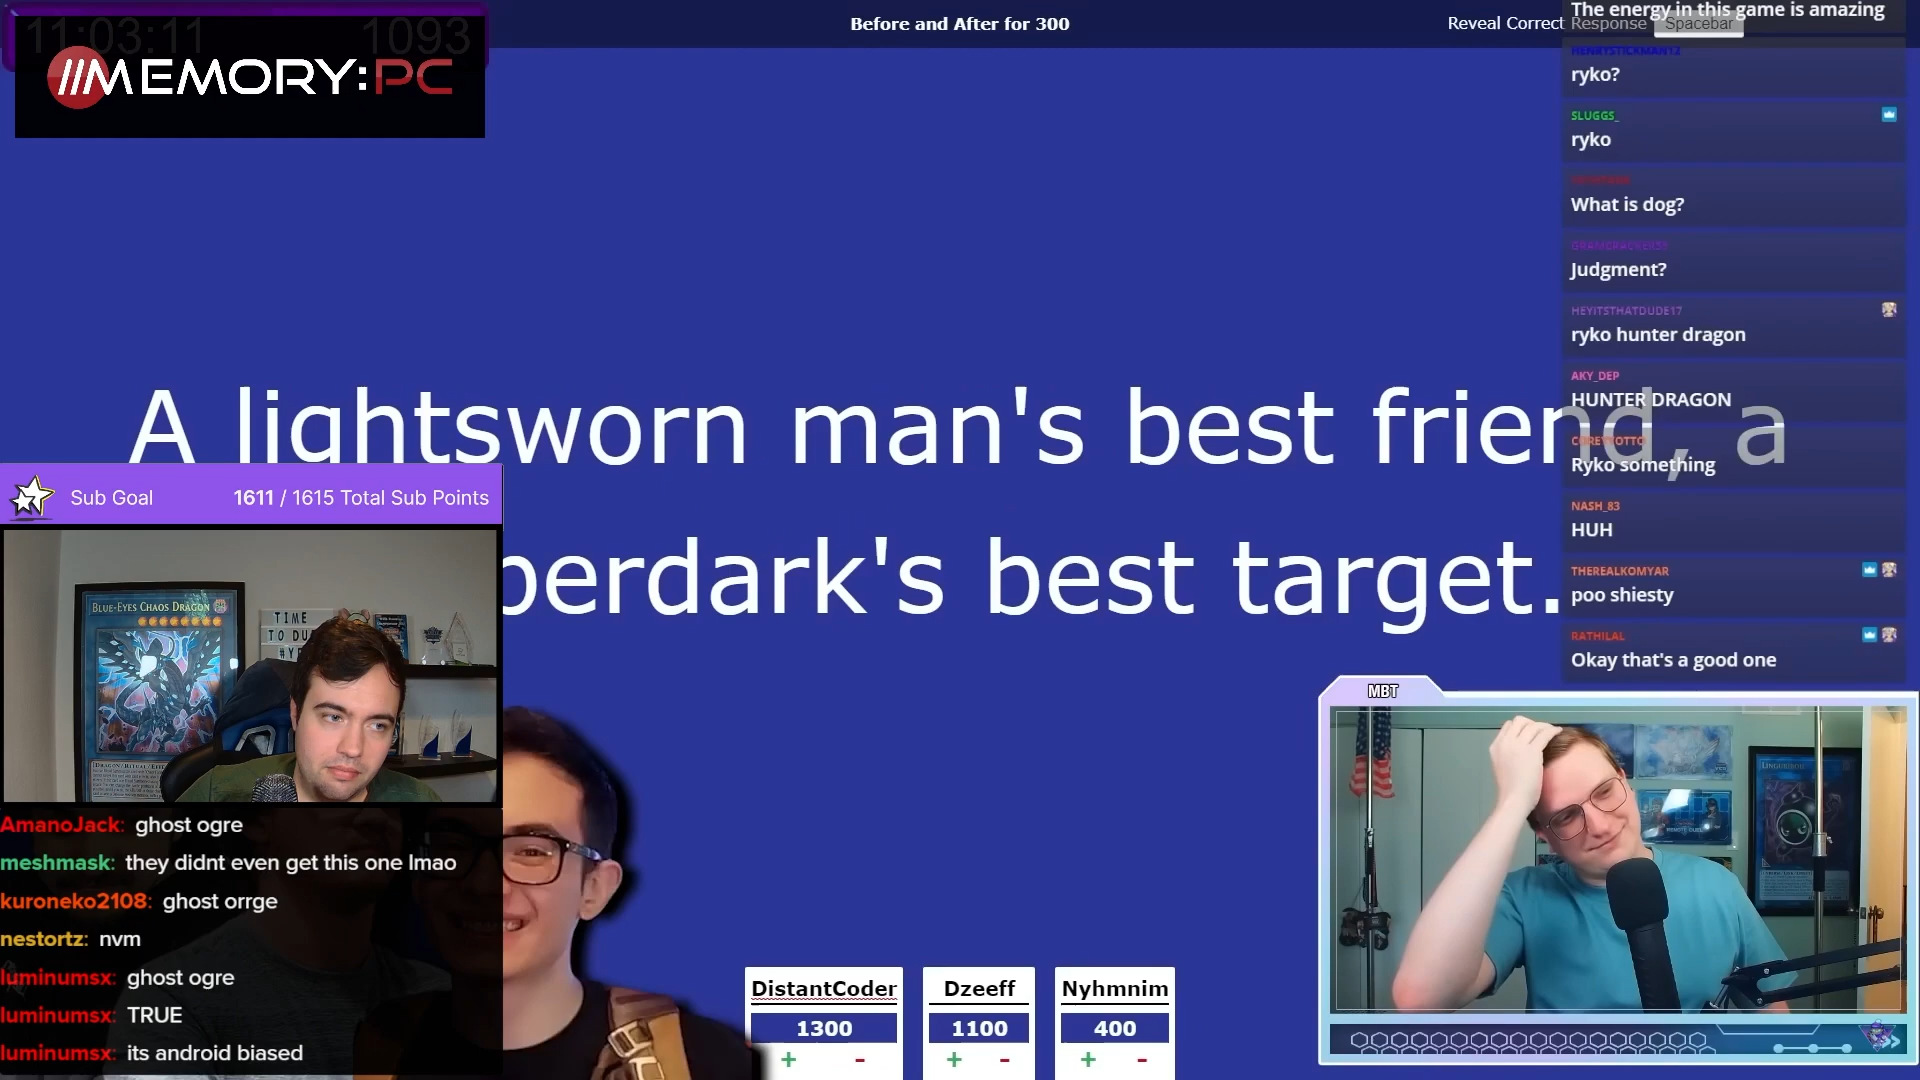 11:03:11
1093
//MEMORY:PC
Before and After for 300
Reveal Correct Response Spacebar
The energy in this game is amazing
HENRYSTICKMAN12
ryko?
SLUGGS_
ryko
What is dog?
Judgment?
HEYITSTHATDUDE17
ryko hunter dragon
AKY_DEP
HUNTER DRAGON
COREYTOTTO
Ryko something
NASH_83
HUH
THEREALKOMYAR
poo shiesty
RATHILAL
Okay that's a good one
A lightsworn man's best friend, a
perdark's best target.
Sub Goal
1611 / 1615 Total Sub Points
BLUE-EYES CHAOS DRAGON
TIME
TO DU
AmanoJack: ghost ogre
meshmask: they didnt even get this one lmao
kuroneko2108: ghost orrge
nestortz: nvm
luminumsx: ghost ogre
luminumsx: TRUE
luminumsx: its android biased
DistantCoder
1300
+ -
Dzeeff
1100
+ -
Nyhmnim
400
+ -
MBT
LINGURIBOH